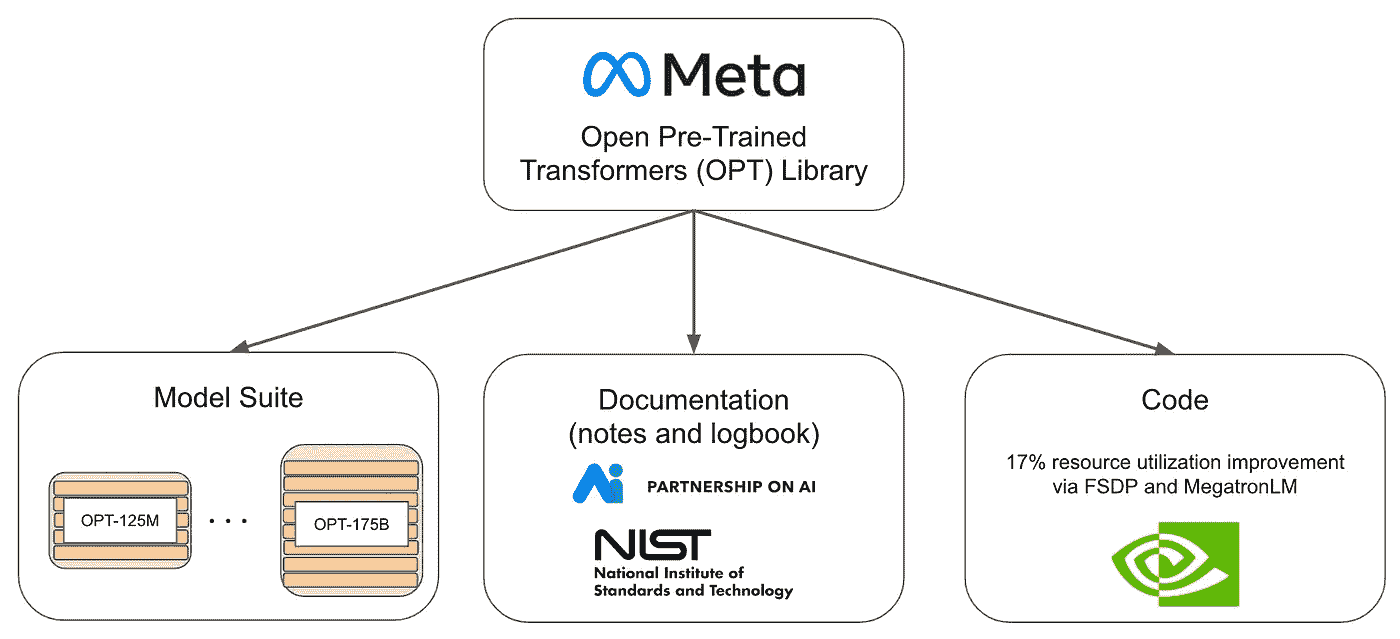 Meta
Open Pre-Trained
Transformers (OPT) Library
Model Suite
OPT-125M
. . .
OPT-175B
Documentation
(notes and logbook)
Ai
PARTNERSHIP ON AI
NIST
National Institute of
Standards and Technology
Code
17% resource utilization improvement
via FSDP and MegatronLM